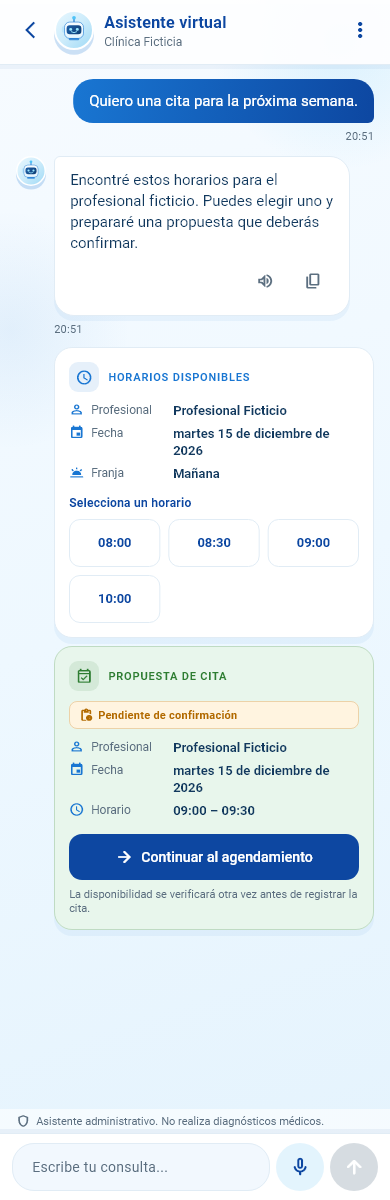 Asistente virtual
Clínica Ficticia
Quiero una cita para la próxima semana.
20:51
Encontré estos horarios para el
profesional ficticio. Puedes elegir uno y
prepararé una propuesta que deberás
confirmar.
20:51
HORARIOS DISPONIBLES
Profesional Profesional Ficticio
Fecha martes 15 de diciembre de
2026
Franja Mañana
Selecciona un horario
08:00 08:30 09:00
10:00
PROPUESTA DE CITA
Pendiente de confirmación
Profesional Profesional Ficticio
Fecha martes 15 de diciembre de
2026
Horario 09:00 – 09:30
Continuar al agendamiento
La disponibilidad se verificará otra vez antes de registrar la
cita.
Asistente administrativo. No realiza diagnósticos médicos.
Escribe tu consulta...